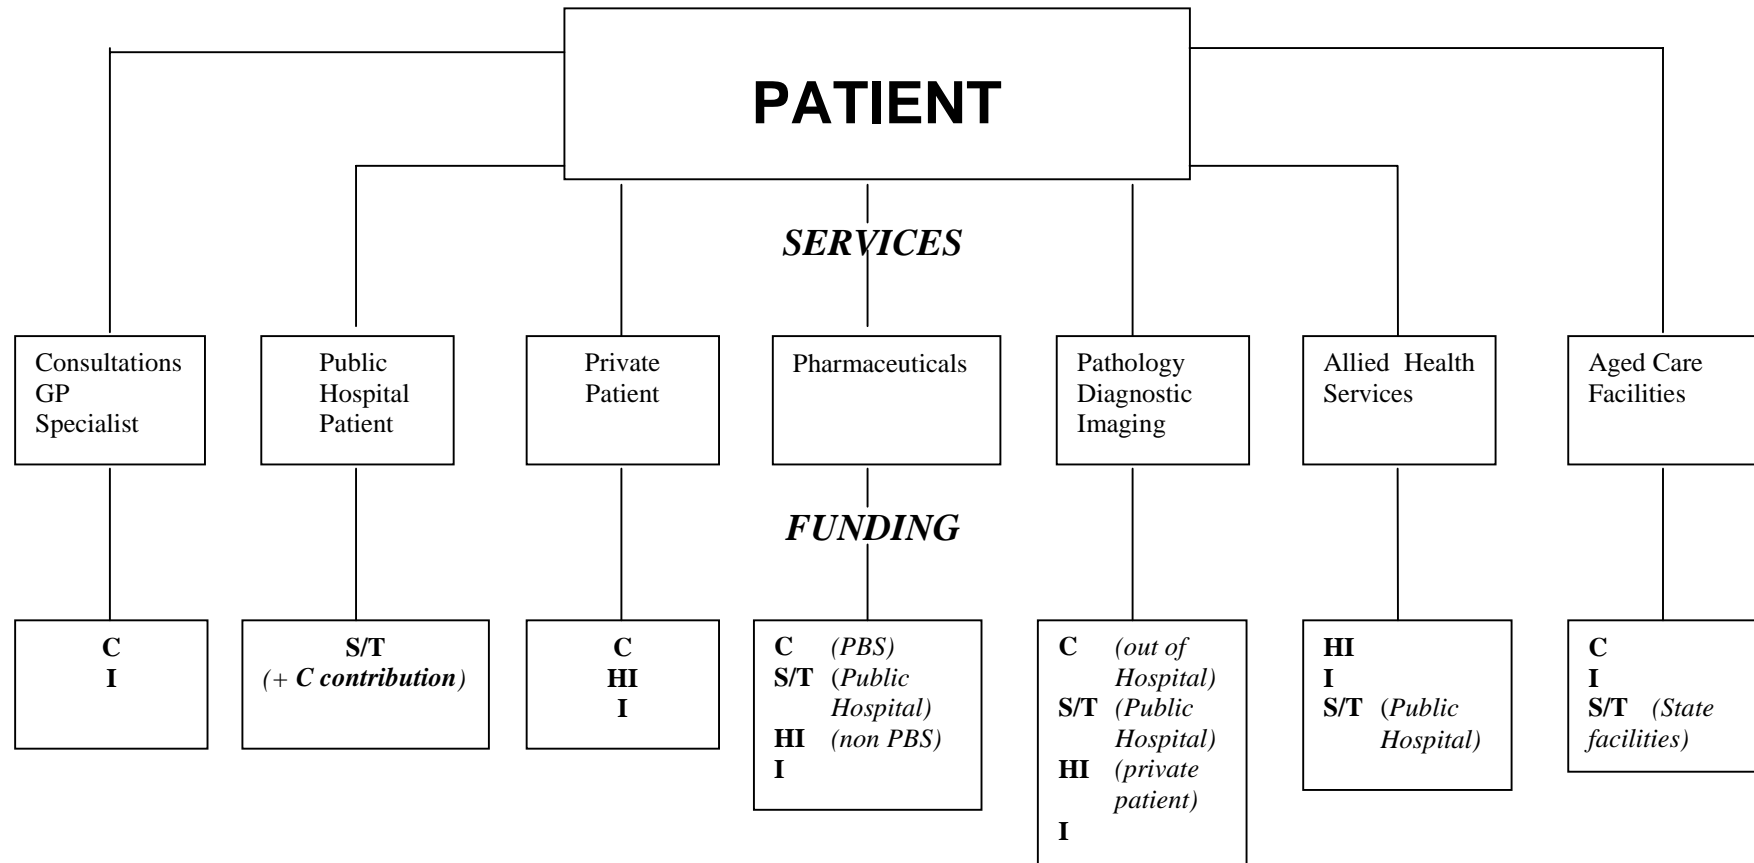 PATIENT
SERVICES
Consultations
GP
Specialist
Public
Hospital
Patient
Private
Patient
Pharmaceuticals
Pathology
Diagnostic
Imaging
Allied Health
Services
Aged Care
Facilities
FUNDING
C
I
S/T
(+ C contribution)
C
HI
I
C (PBS)
S/T (Public
Hospital)
HI (non PBS)
I
C (out of
Hospital)
S/T (Public
Hospital)
HI (private
patient)
I
HI
I
S/T (Public
Hospital)
C
I
S/T (State
facilities)